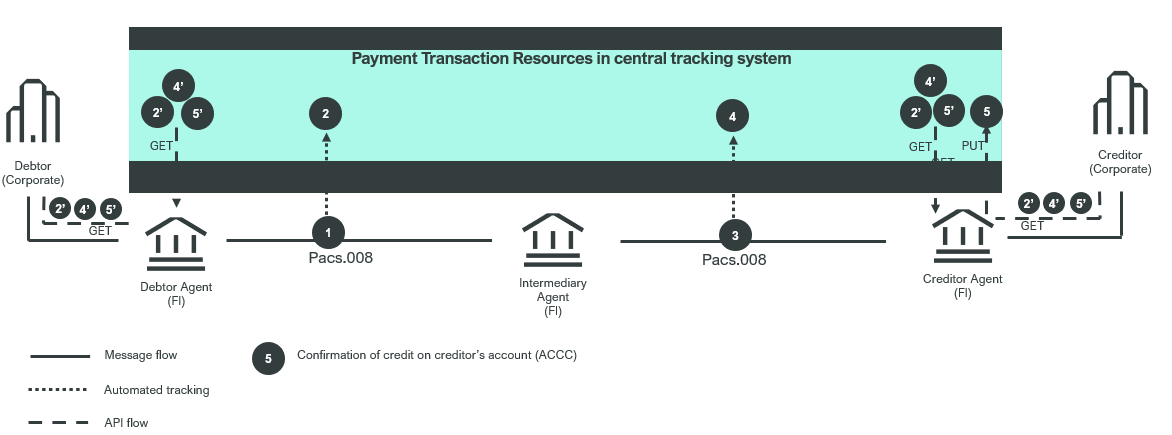 Payment Transaction Resources in central tracking system
4’
2’
5’
GET
2
4
4’
2’
5’
5
GET
PUT
GET
Debtor
(Corporate)
2’ 4’ 5’
GET
Creditor
(Corporate)
2’ 4’ 5’
GET
1
Pacs.008
3
Pacs.008
Debtor Agent
(FI)
Intermediary
Agent
(FI)
Creditor Agent
(FI)
Message flow
5 Confirmation of credit on creditor’s account (ACCC)
Automated tracking
API flow